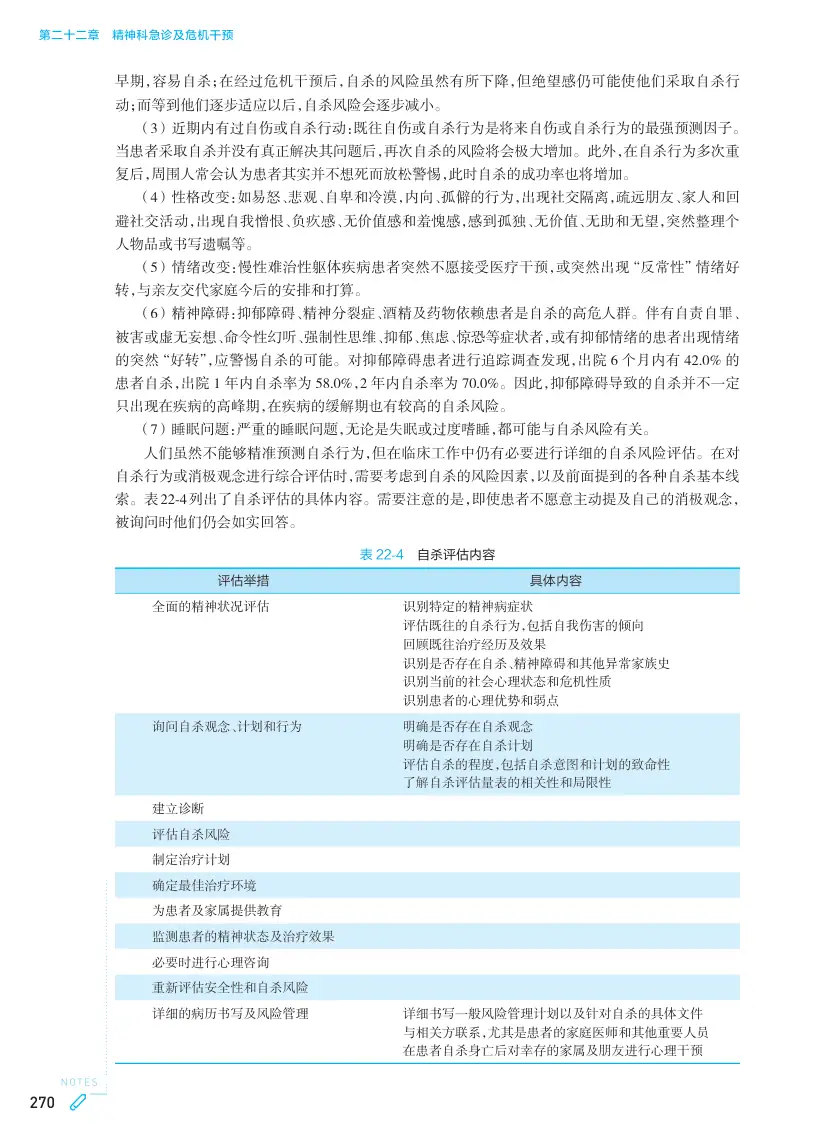 第二十二章 精神科急诊及危机干预
早期,容易自杀;在经过危机干预后,自杀的风险虽然有所下降,但绝望感仍可能使他们采取自杀行
动;而等到他们逐步适应以后,自杀风险会逐步减小。
（3）近期内有过自伤或自杀行动:既往自伤或自杀行为是将来自伤或自杀行为的最强预测因子。
当患者采取自杀并没有真正解决其问题后,再次自杀的风险将会极大增加。此外,在自杀行为多次重
复后,周围人常会认为患者其实并不想死而放松警惕,此时自杀的成功率也将增加。
（4）性格改变:如易怒、悲观、自卑和冷漠,内向、孤僻的行为,出现社交隔离,疏远朋友、家人和回
避社交活动,出现自我憎恨、负疚感、无价值感和羞愧感,感到孤独、无价值、无助和无望,突然整理个
人物品或书写遗嘱等。
（5）情绪改变:慢性难治性躯体疾病患者突然不愿接受医疗干预,或突然出现“反常性”情绪好
转,与亲友交代家庭今后的安排和打算。
（6）精神障碍:抑郁障碍、精神分裂症、酒精及药物依赖患者是自杀的高危人群。伴有自责自罪、
被害或虚无妄想、命令性幻听、强制性思维、抑郁、焦虑、惊恐等症状者,或有抑郁情绪的患者出现情绪
的突然“好转”,应警惕自杀的可能。对抑郁障碍患者进行追踪调查发现,出院 6 个月内有 42.0% 的
患者自杀,出院 1 年内自杀率为 58.0%,2 年内自杀率为 70.0%。因此,抑郁障碍导致的自杀并不一定
只出现在疾病的高峰期,在疾病的缓解期也有较高的自杀风险。
（7）睡眠问题:严重的睡眠问题,无论是失眠或过度嗜睡,都可能与自杀风险有关。
人们虽然不能够精准预测自杀行为,但在临床工作中仍有必要进行详细的自杀风险评估。在对
自杀行为或消极观念进行综合评估时,需要考虑到自杀的风险因素,以及前面提到的各种自杀基本线
索。表 22-4 列出了自杀评估的具体内容。需要注意的是,即使患者不愿意主动提及自己的消极观念,
被询问时他们仍会如实回答。
表 22-4 自杀评估内容
评估举措 具体内容
全面的精神状况评估 识别特定的精神病症状
评估既往的自杀行为,包括自我伤害的倾向
回顾既往治疗经历及效果
识别是否存在自杀、精神障碍和其他异常家族史
识别当前的社会心理状态和危机性质
识别患者的心理优势和弱点
询问自杀观念、计划和行为 明确是否存在自杀观念
明确是否存在自杀计划
评估自杀的程度,包括自杀意图和计划的致命性
了解自杀评估量表的相关性和局限性
建立诊断
评估自杀风险
制定治疗计划
确定最佳治疗环境
为患者及家属提供教育
监测患者的精神状态及治疗效果
必要时进行心理咨询
重新评估安全性和自杀风险
详细的病历书写及风险管理 详细书写一般风险管理计划以及针对自杀的具体文件
与相关方联系,尤其是患者的家庭医师和其他重要人员
在患者自杀身亡后对幸存的家属及朋友进行心理干预
NOTES
270